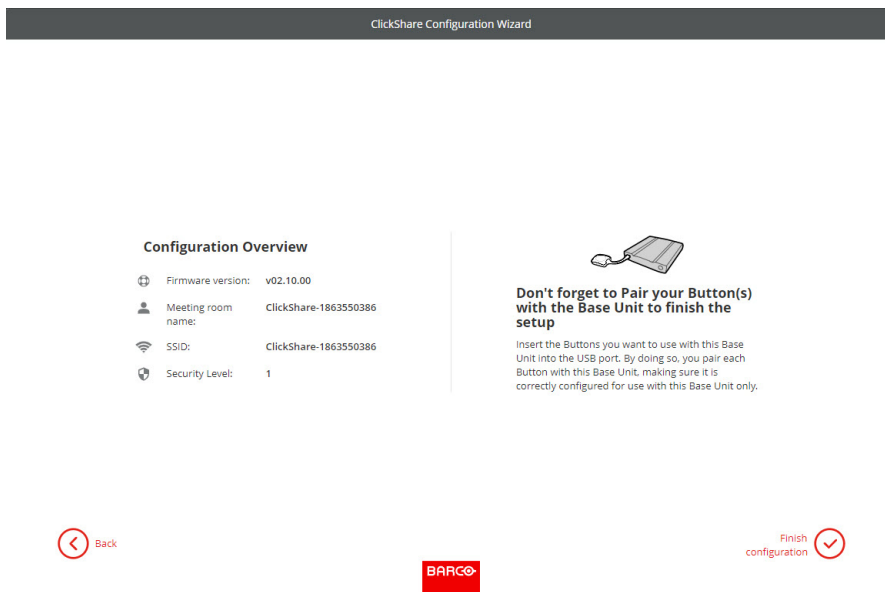 ClickShare Configuration Wizard
Configuration Overview
Firmware version: v02.10.00
Meeting room name: ClickShare-1863550386
SSID: ClickShare-1863550386
Security Level: 1
Don't forget to Pair your Button(s)
with the Base Unit to finish the
setup
Insert the Buttons you want to use with this Base
Unit into the USB port. By doing so, you pair each
Button with this Base Unit, making sure it is
correctly configured for use with this Base Unit only.
Back
Finish
configuration
BARCO